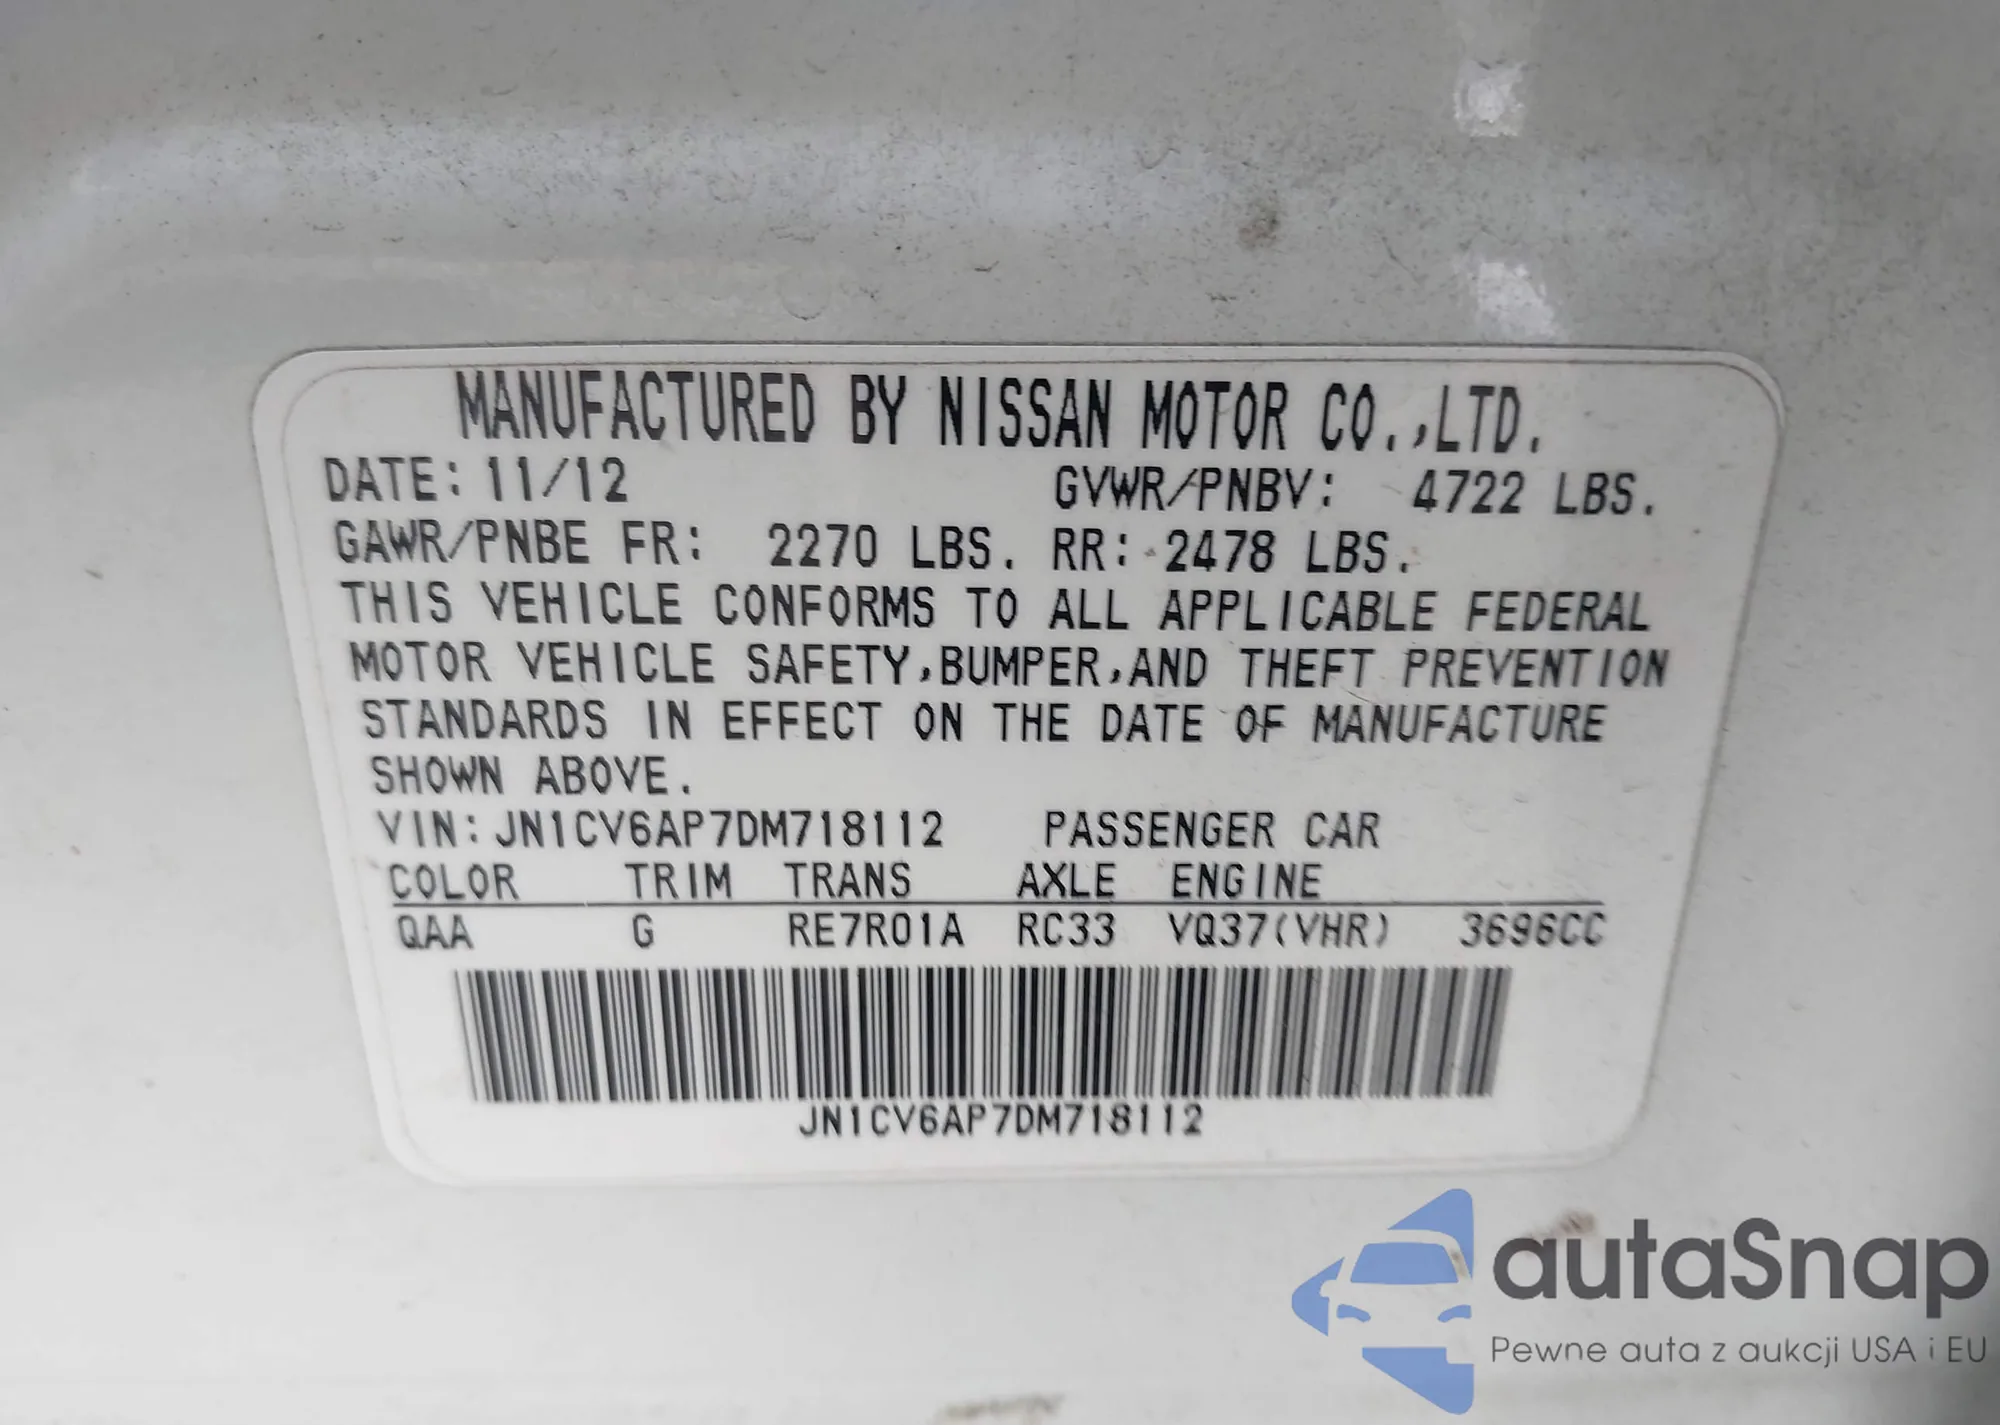 MANUFACTURED BY NISSAN MOTOR CO.,LTD.
DATE: 11/12 GVWR/PNBV: 4722 LBS.
GAWR/PNBE FR: 2270 LBS. RR: 2478 LBS.
THIS VEHICLE CONFORMS TO ALL APPLICABLE FEDERAL
MOTOR VEHICLE SAFETY,BUMPER,AND THEFT PREVENTION
STANDARDS IN EFFECT ON THE DATE OF MANUFACTURE
SHOWN ABOVE.
VIN:JN1CV6AP7DM718112 PASSENGER CAR
COLOR TRIM TRANS AXLE ENGINE
QAA G RE7R01A RC33 VQ37(VHR) 3696CC
JN1CV6AP7DM718112
autaSnap
Pewne auta z aukcji USA i EU